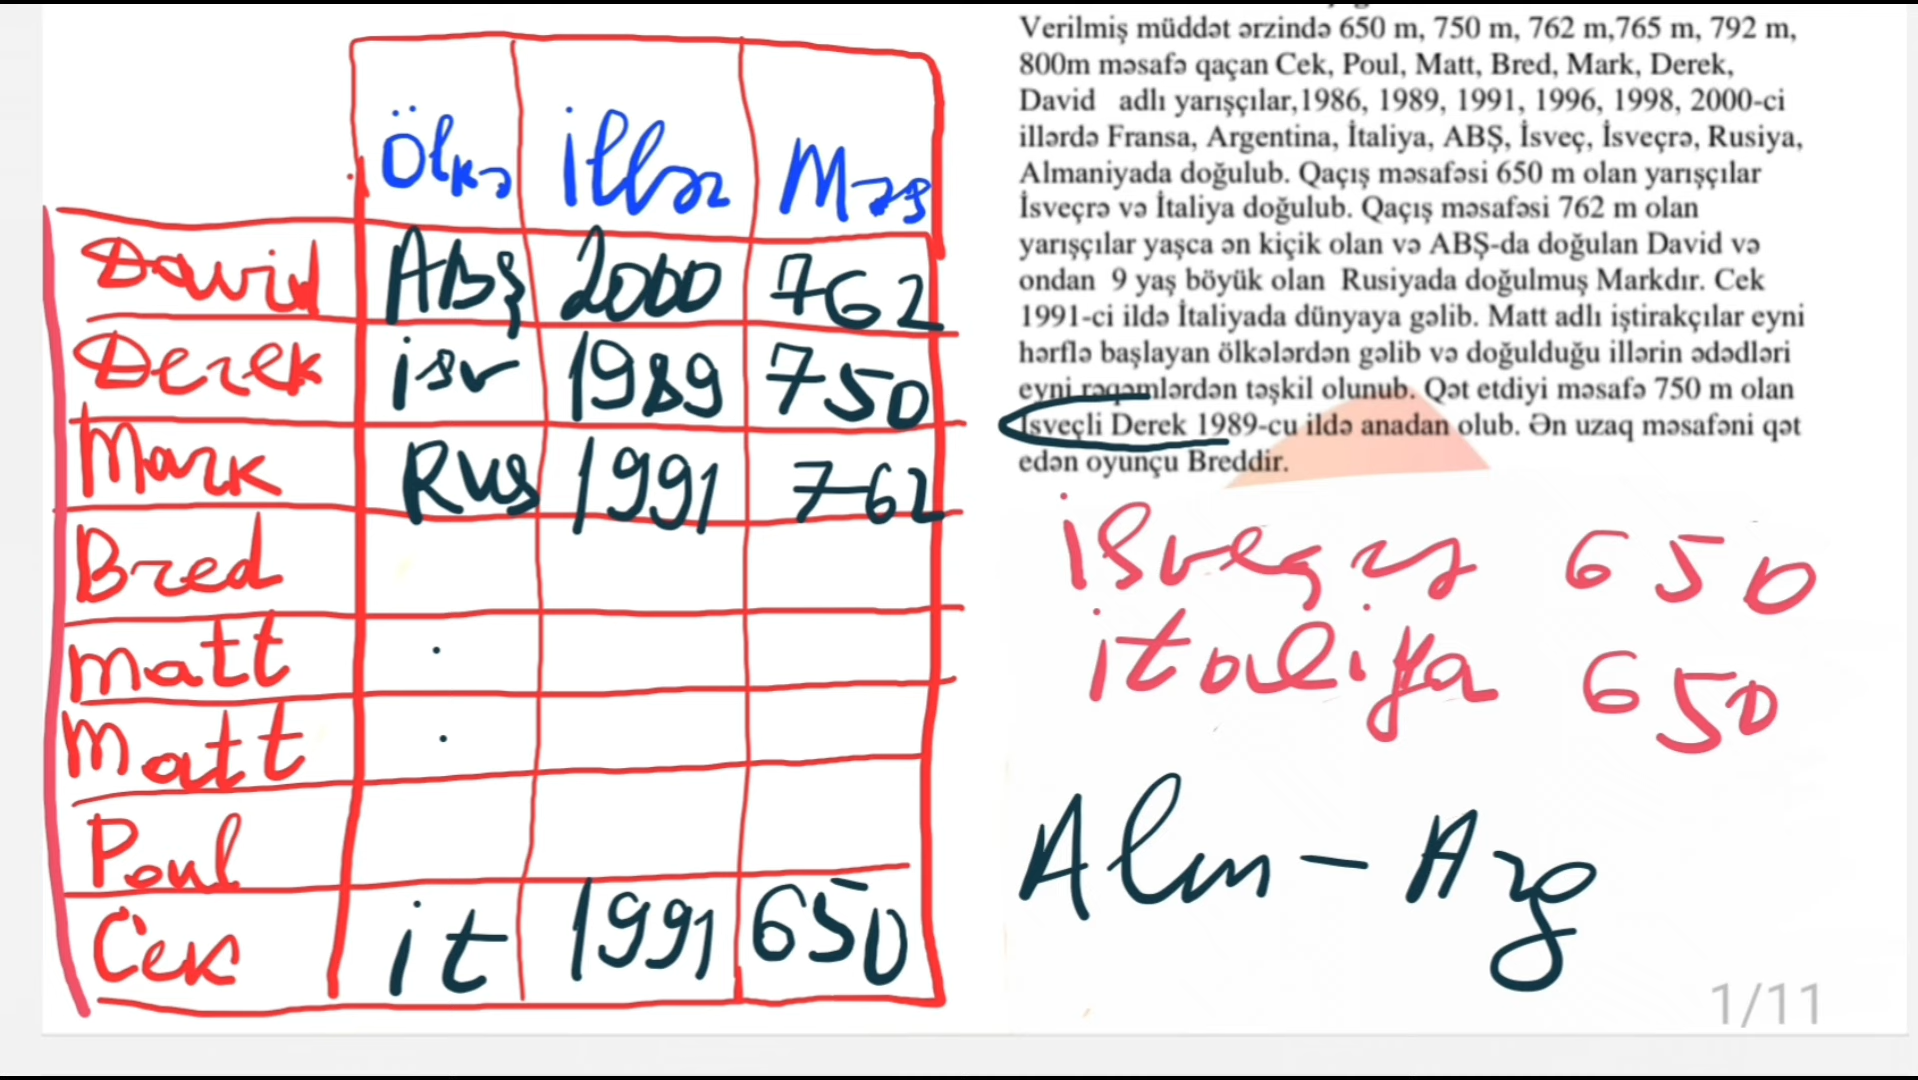 Ölkə İllər Məs
David ABŞ 2000 762
Derek isv 1989 750
Mark Rus 1991 762
Bred
Matt
Matt
Poul
Cek it 1991 650
Verilmiş müddət ərzində 650 m, 750 m, 762 m,765 m, 792 m,
800m məsafə qaçan Cek, Poul, Matt, Bred, Mark, Derek,
David adlı yarışçılar,1986, 1989, 1991, 1996, 1998, 2000-ci
illərdə Fransa, Argentina, İtaliya, ABŞ, İsveç, İsveçrə, Rusiya,
Almaniyada doğulub. Qaçış məsafəsi 650 m olan yarışçılar
İsveçrə və İtaliya doğulub. Qaçış məsafəsi 762 m olan
yarışçılar yaşca ən kiçik olan və ABŞ-da doğulan David və
ondan 9 yaş böyük olan Rusiyada doğulmuş Markdır. Cek
1991-ci ildə İtaliyada dünyaya gəlib. Matt adlı iştirakçılar eyni
hərflə başlayan ölkələrdən gəlib və doğulduğu illərin ədədləri
eyni rəqəmlərdən təşkil olunub. Qət etdiyi məsafə 750 m olan
İsveçli Derek 1989-cu ildə anadan olub. Ən uzaq məsafəni qət
edən oyunçu Breddir.
isveçrə 650
italiya 650
Alm - Arg
1/11